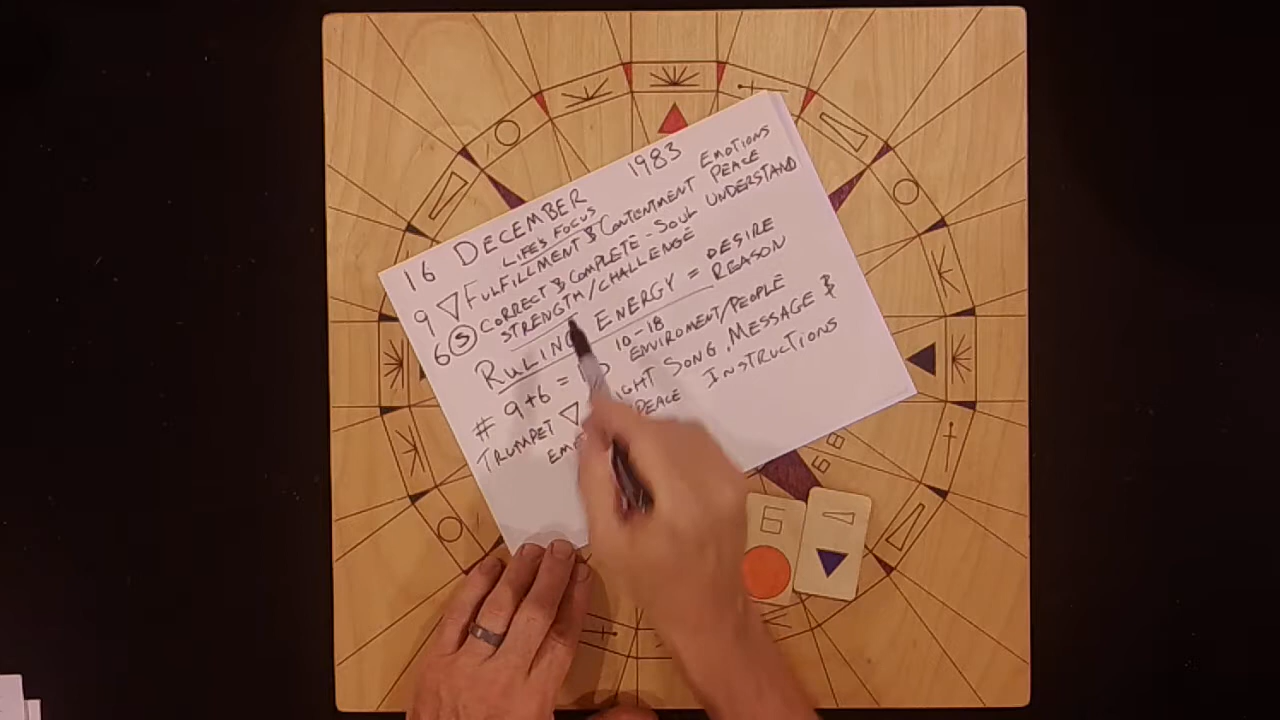 16 DECEMBER 1983
LIFE'S FOCUS
9 ▽ FULFILLMENT & CONTENTMENT EMOTIONS
6 Ⓢ CORRECT & COMPLETE - SOUL PEACE UNDERSTAND
STRENGTH/CHALLENGE
RULING ENERGY = DESIRE
REASON
# 9+6 = 10-18
ENVIROMENT/PEOPLE
TRUMPET ▽ SONG, MESSAGE &
PEACE INSTRUCTIONS
68
6